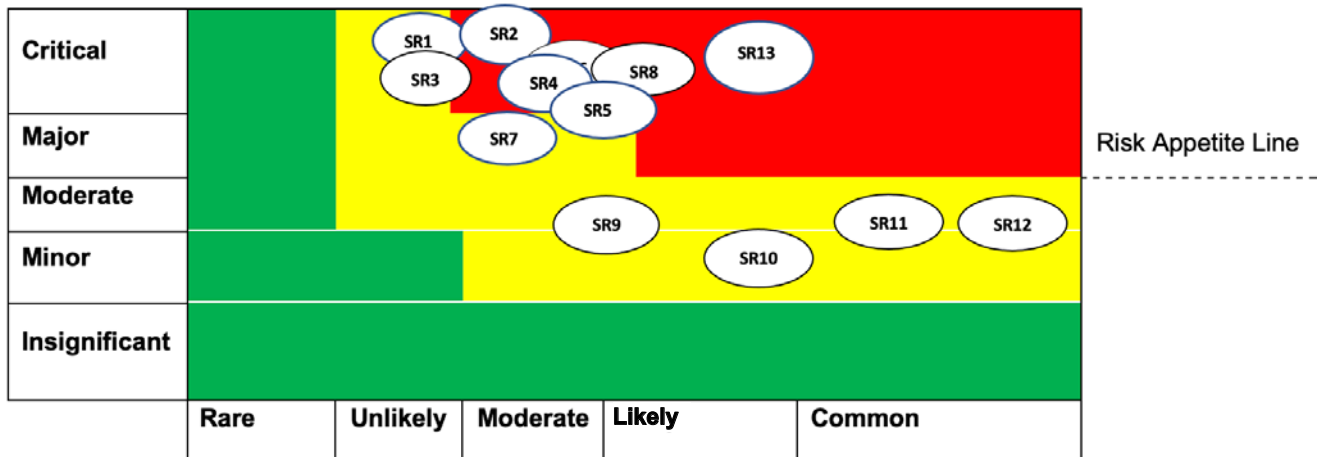 Critical
SR1
SR2
SR3
SR4
SR8
SR5
SR13
Major
SR7
Risk Appetite Line
Moderate
SR9
SR11
SR12
Minor
SR10
Insignificant
Rare
Unlikely
Moderate
Likely
Common